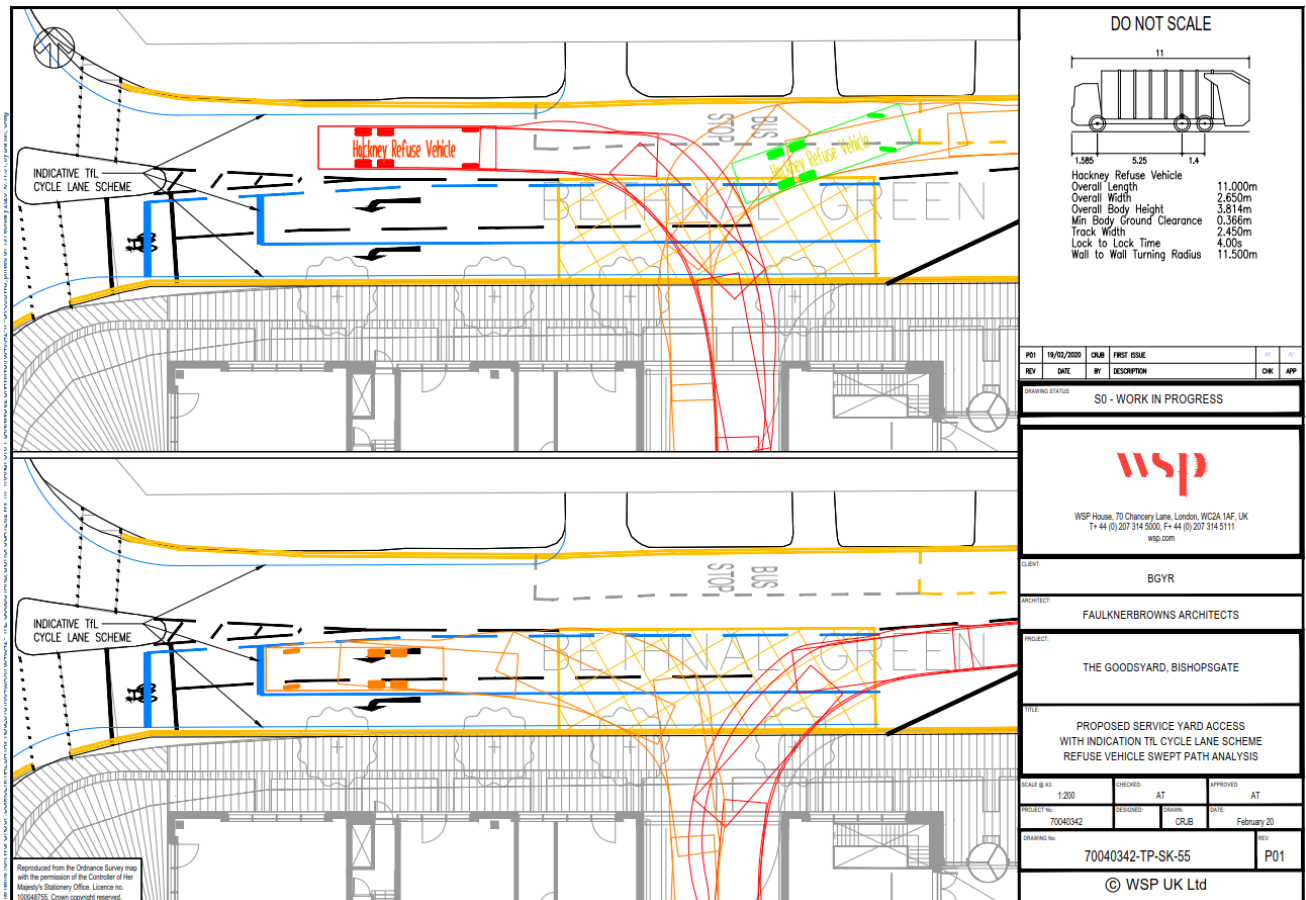 INDICATIVE TfL
CYCLE LANE SCHEME
Hackney Refuse Vehicle
BUS
STOP
Hackney Refuse Vehicle
BETHNAL GREEN
INDICATIVE TfL
CYCLE LANE SCHEME
BUS
STOP
BETHNAL GREEN
Reproduced from the Ordnance Survey map
with the permission of the Controller of Her
Majesty's Stationery Office. Licence no.
100048755. Crown copyright reserved.
DO NOT SCALE
11
1.585 5.25 1.4
Hackney Refuse Vehicle
Overall Length 11.000m
Overall Width 2.650m
Overall Body Height 3.814m
Min Body Ground Clearance 0.366m
Track Width 2.450m
Lock to Lock Time 4.00s
Wall to Wall Turning Radius 11.500m
P01 19/02/2020 CRJB FIRST ISSUE
REV DATE BY DESCRIPTION CHK APP
DRAWING STATUS:
S0 - WORK IN PROGRESS
wsp
WSP House, 70 Chancery Lane, London, WC2A 1AF, UK
T+ 44 (0) 207 314 5000, F+ 44 (0) 207 314 5111
wsp.com
CLIENT:
BGYR
ARCHITECT:
FAULKNERBROWNS ARCHITECTS
PROJECT:
THE GOODSYARD, BISHOPSGATE
TITLE:
PROPOSED SERVICE YARD ACCESS
WITH INDICATION TfL CYCLE LANE SCHEME
REFUSE VEHICLE SWEPT PATH ANALYSIS
SCALE @ A3: CHECKED: APPROVED:
1:200 AT AT
PROJECT No: DESIGNED: DRAWN: DATE:
70040342 CRJB February 20
DRAWING No: REV:
70040342-TP-SK-55 P01
© WSP UK Ltd